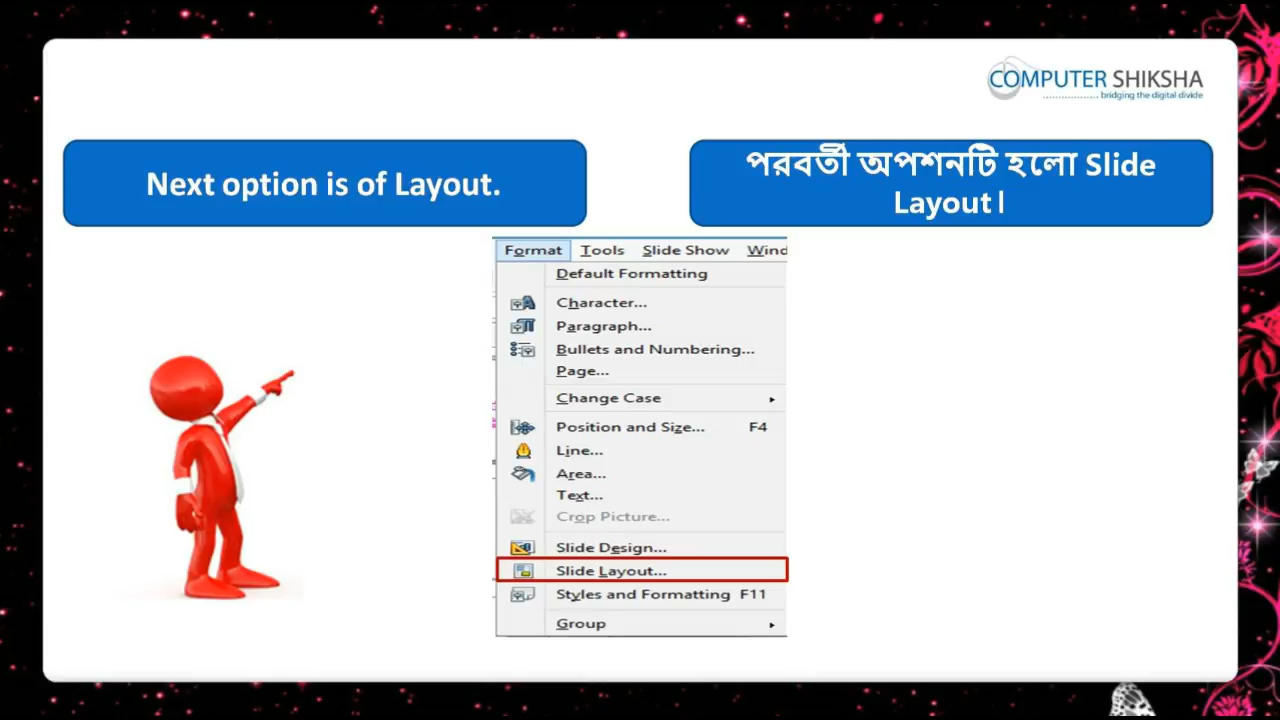 COMPUTER SHIKSHA
bridging the digital divide
Next option is of Layout.
পরবর্তী অপশনটি হলো Slide
Layout।
Format Tools Slide Show Wind
Default Formatting
Character...
Paragraph...
Bullets and Numbering...
Page...
Change Case
Position and Size... F4
Line...
Area...
Text...
Crop Picture...
Slide Design...
Slide Layout...
Styles and Formatting F11
Group